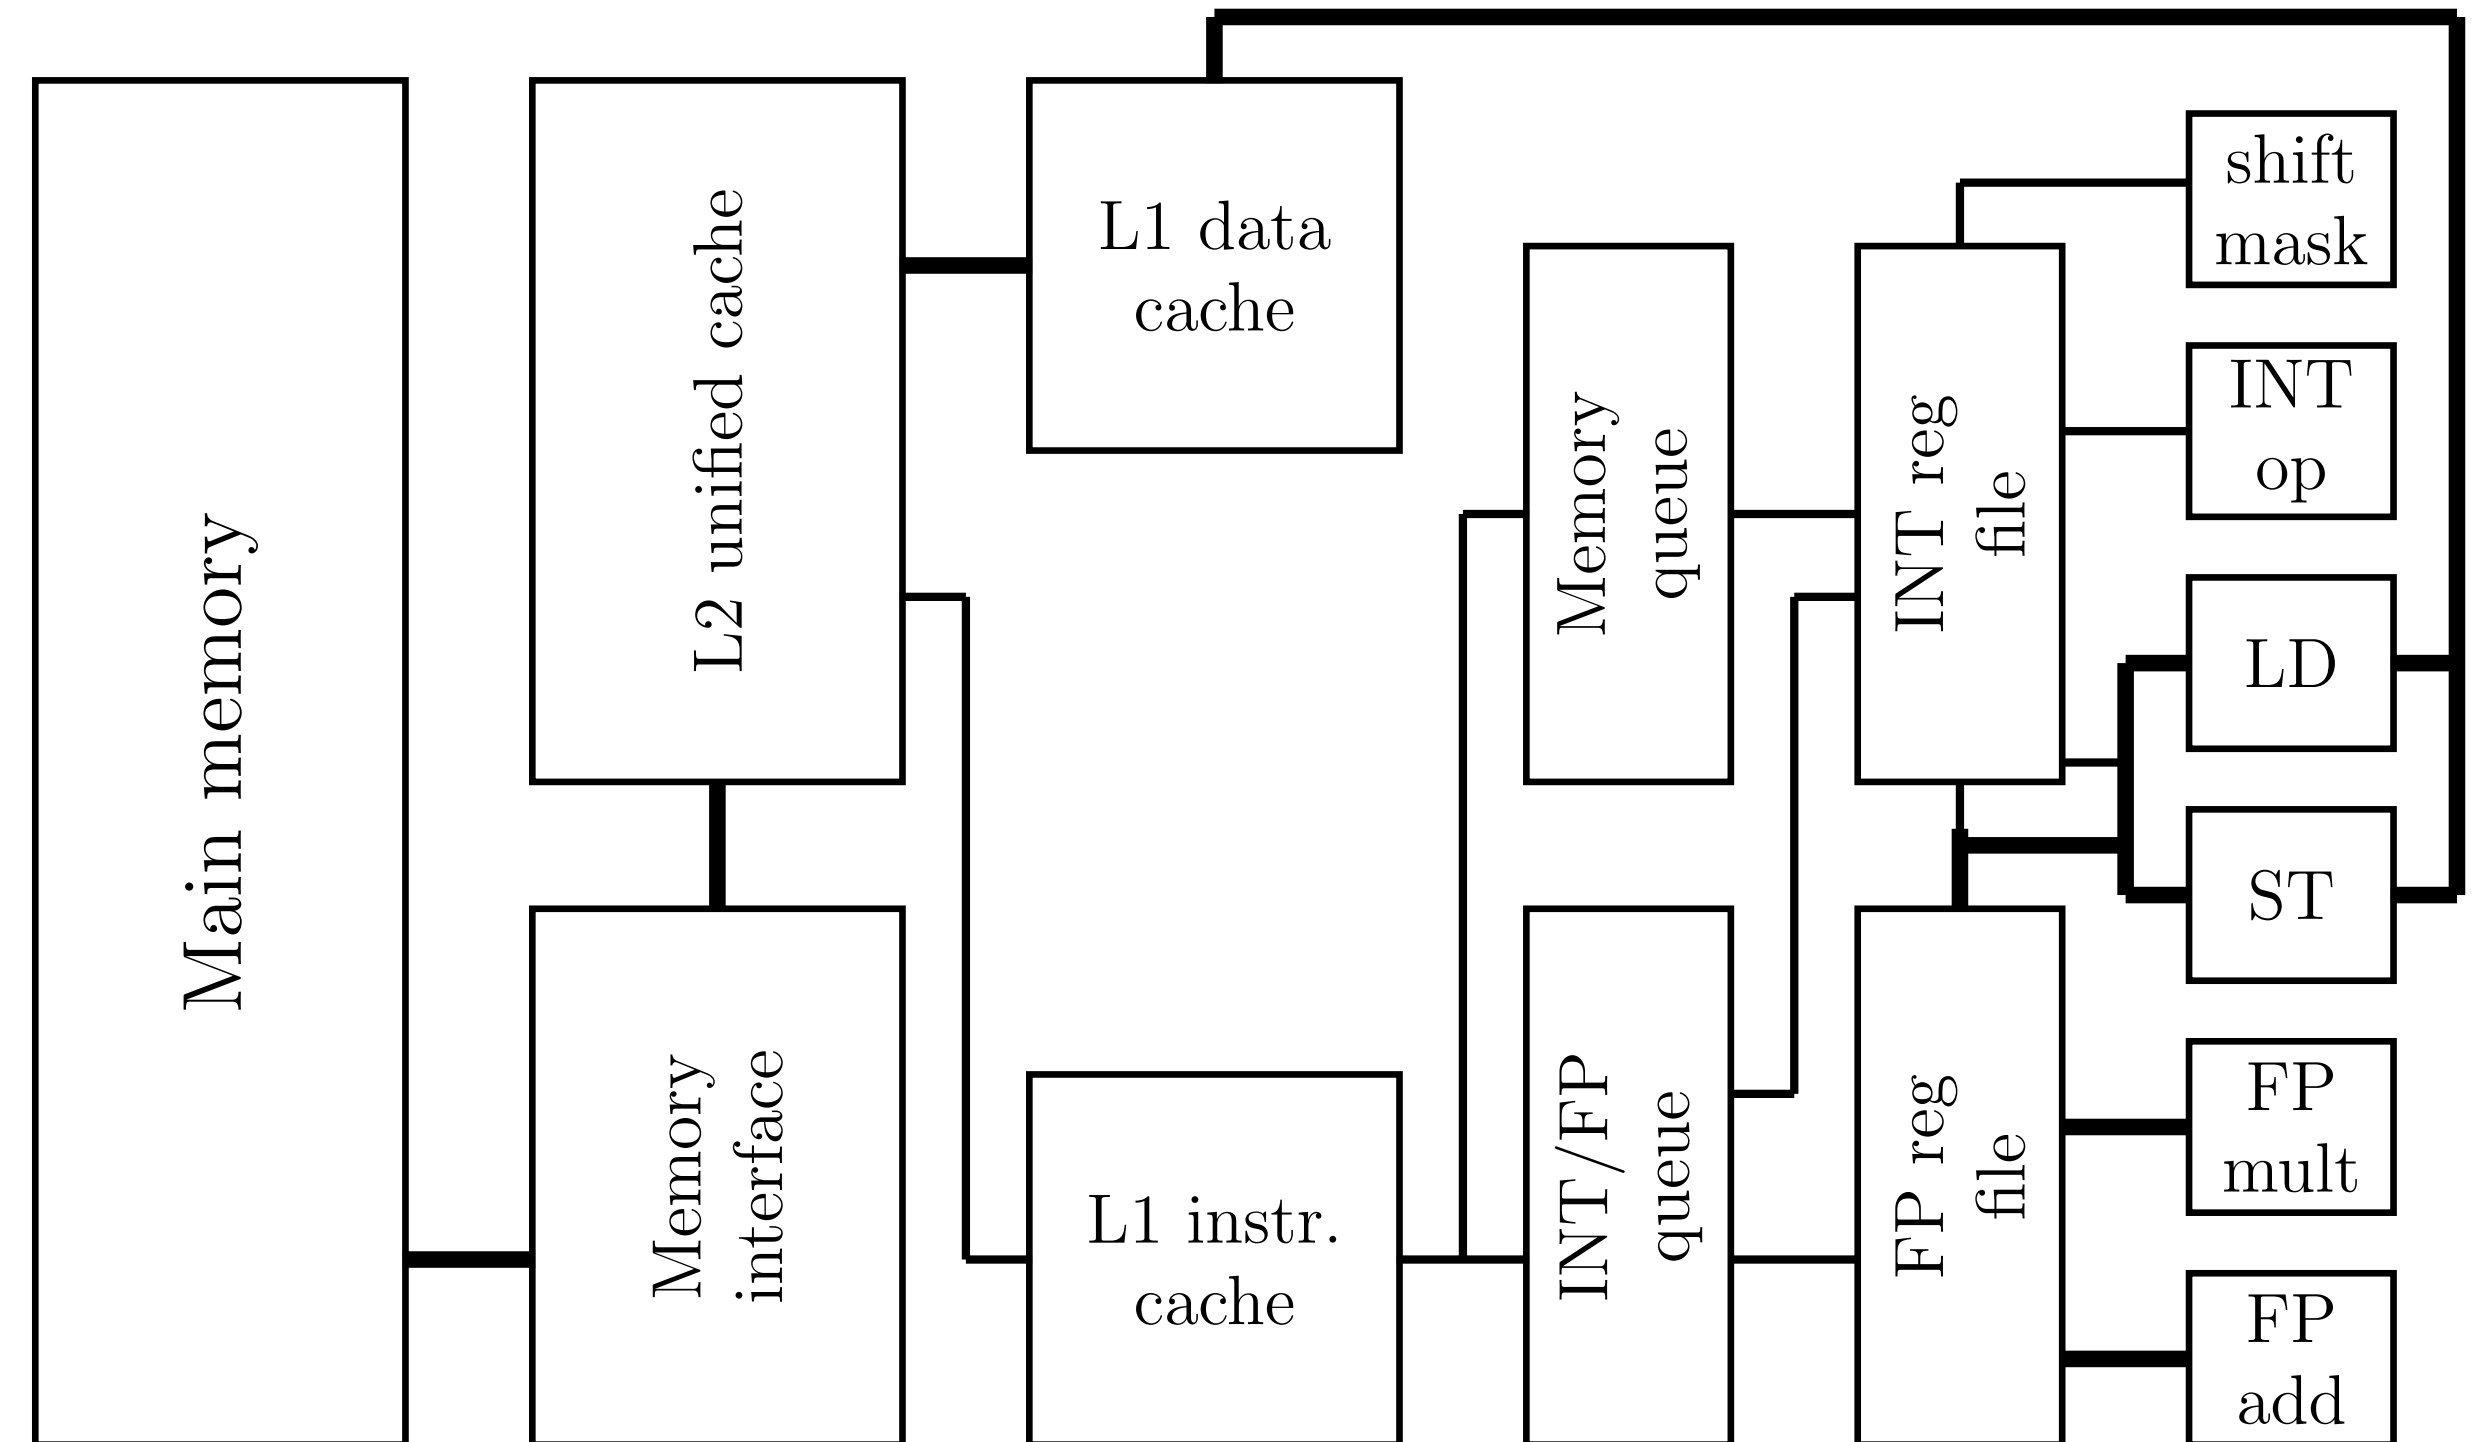 Main memory
L2 unified cache
Memory
interface
L1 data
cache
L1 instr.
cache
Memory
queue
INT/FP
queue
INT reg
file
FP reg
file
shift
mask
INT
op
LD
ST
FP
mult
FP
add